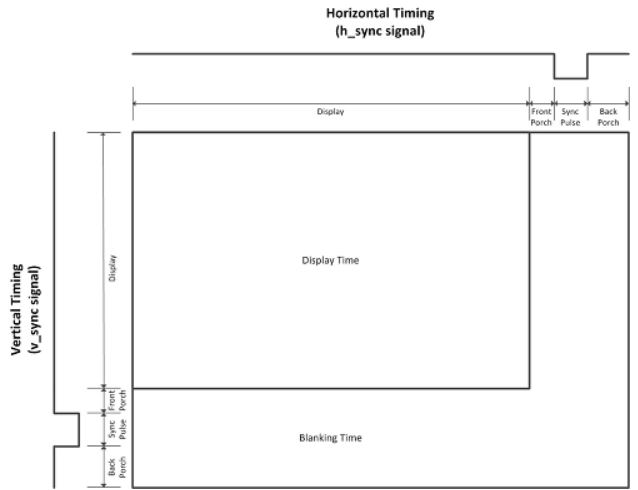 Horizontal Timing
(h_sync signal)
Display
Front
Porch
Sync
Pulse
Back
Porch
Vertical Timing
(v_sync signal)
Display
Front
Porch
Sync
Pulse
Back
Porch
Display Time
Blanking Time